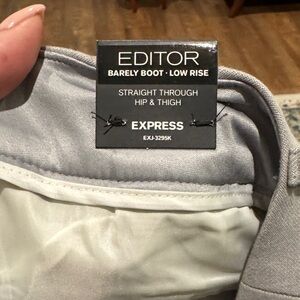 EDITOR
BARELY BOOT · LOW RISE
STRAIGHT THROUGH
HIP & THIGH
EXPRESS
EXJ-3295K